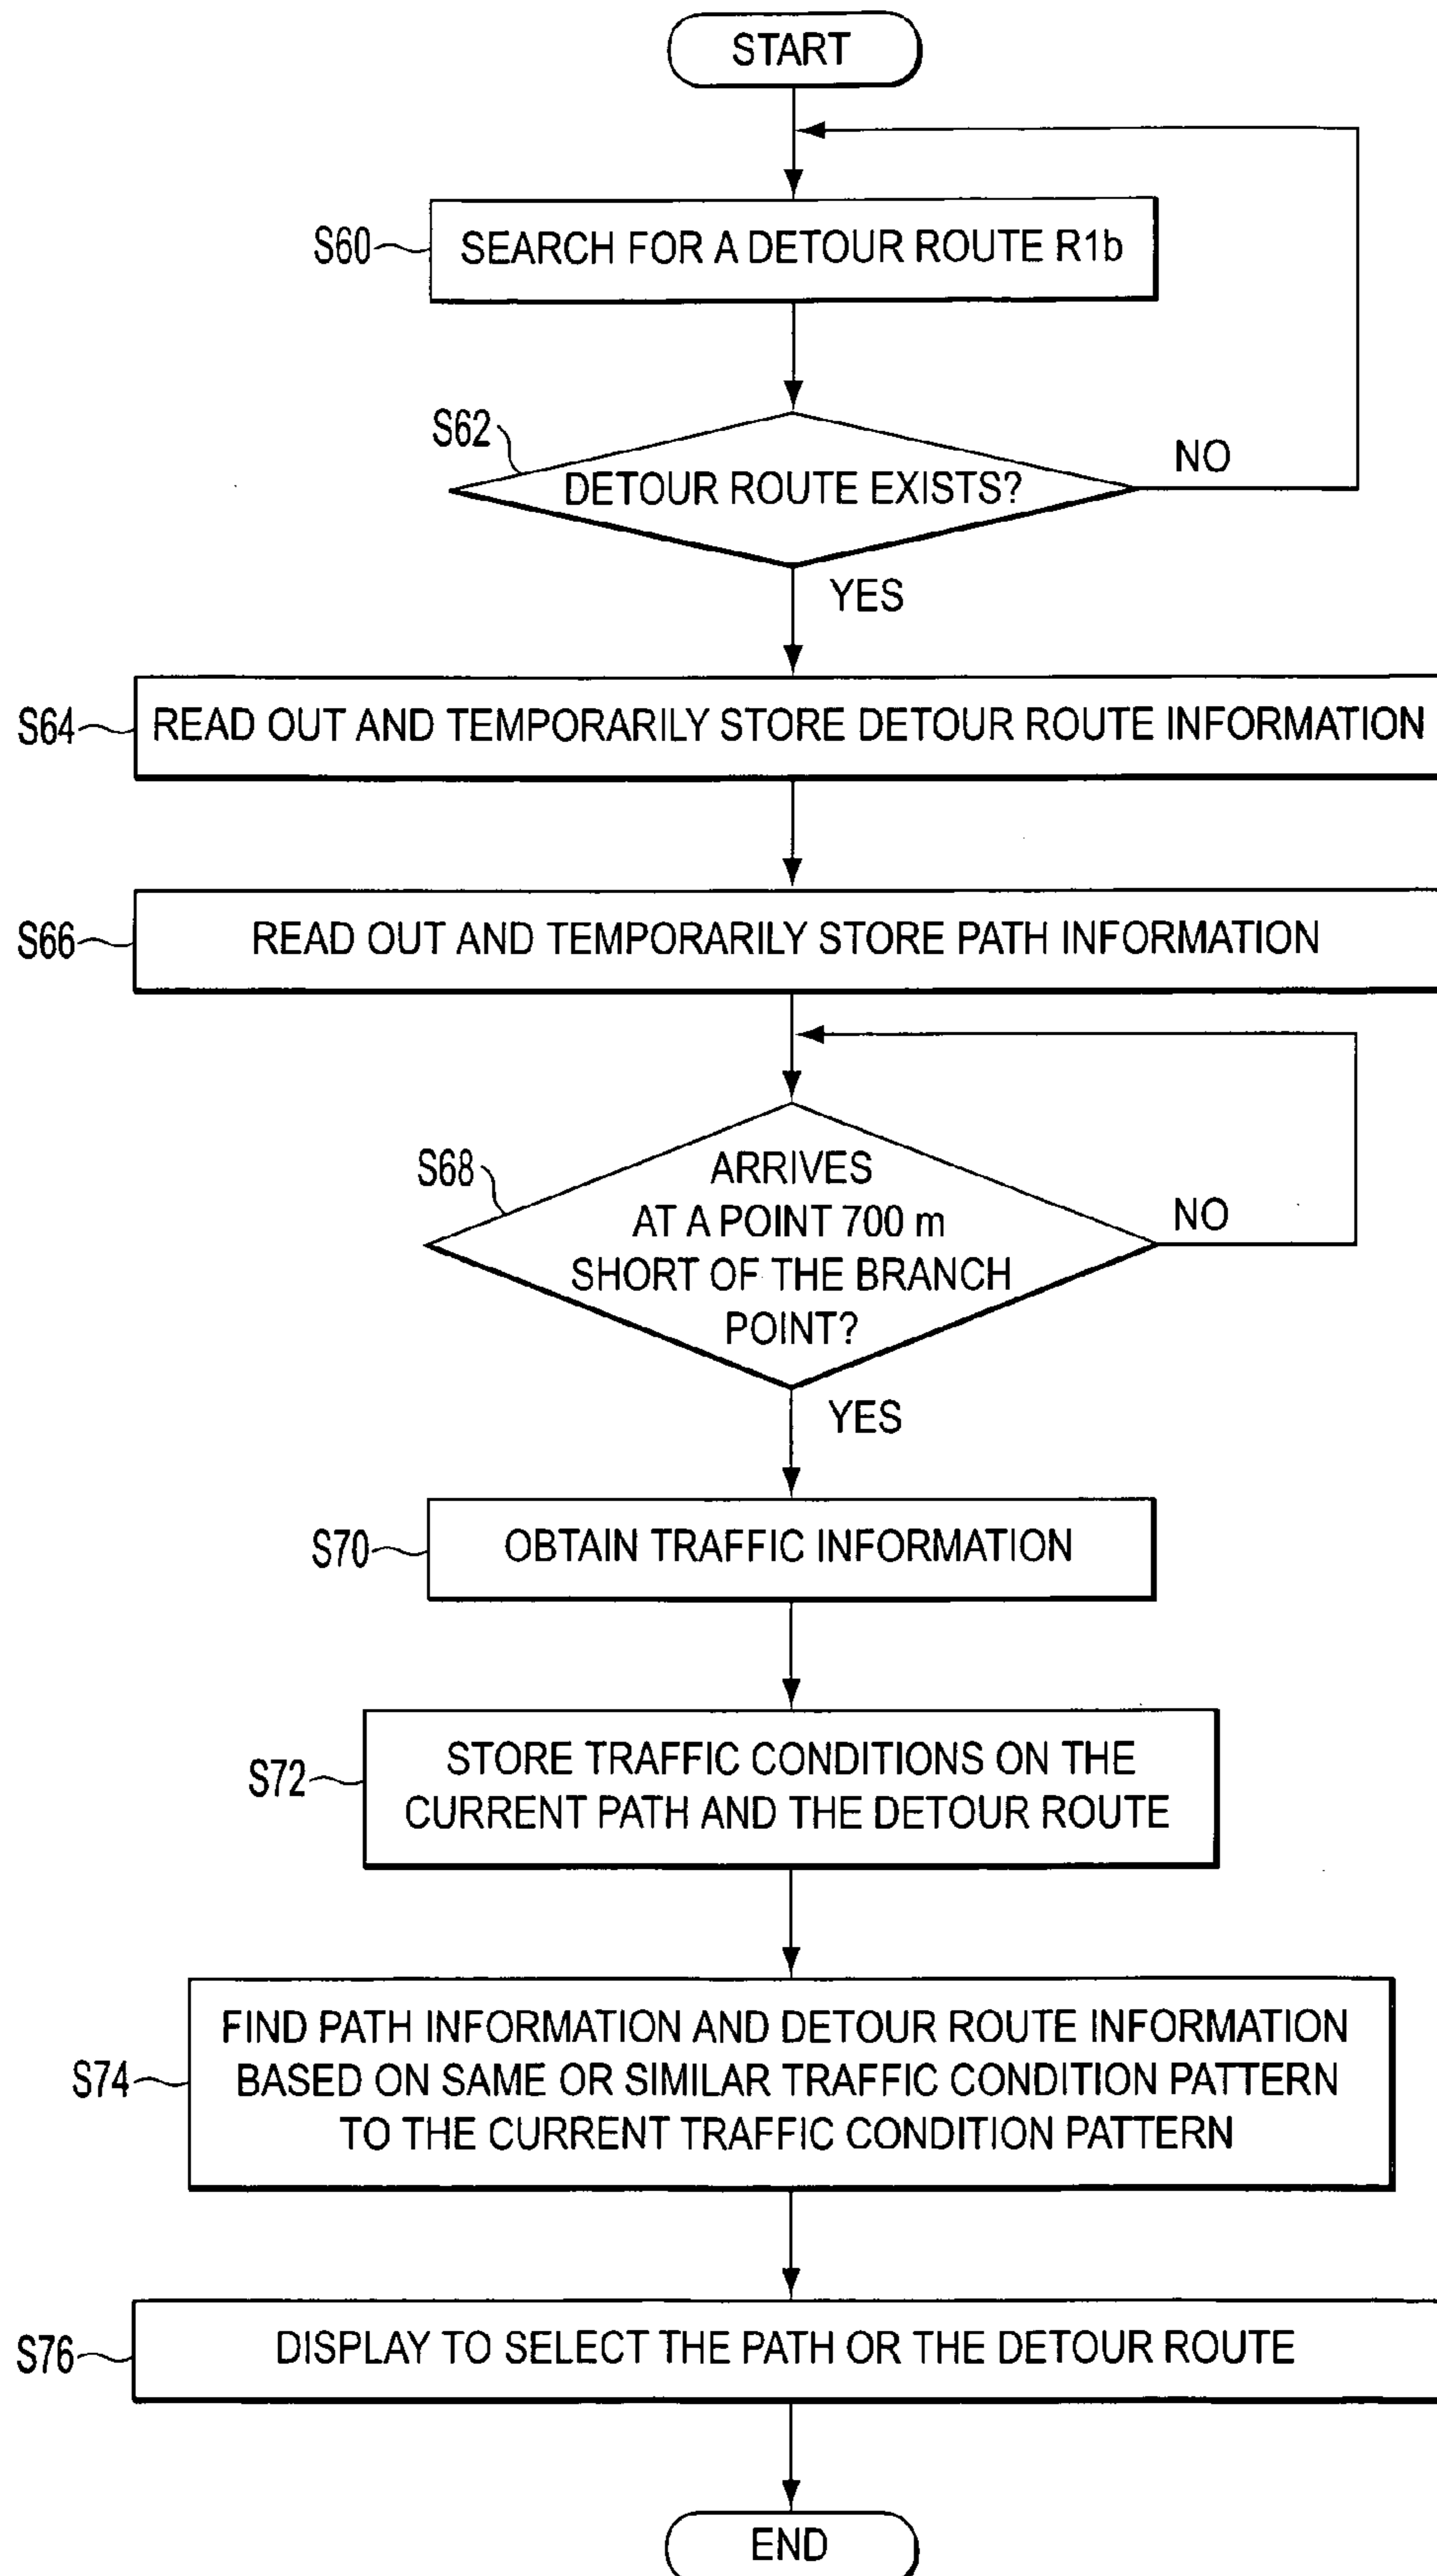 START
S60
SEARCH FOR A DETOUR ROUTE R1b
S62
DETOUR ROUTE EXISTS?
NO
YES
S64
READ OUT AND TEMPORARILY STORE DETOUR ROUTE INFORMATION
S66
READ OUT AND TEMPORARILY STORE PATH INFORMATION
S68
ARRIVES
AT A POINT 700 m
SHORT OF THE BRANCH
POINT?
NO
YES
S70
OBTAIN TRAFFIC INFORMATION
S72
STORE TRAFFIC CONDITIONS ON THE
CURRENT PATH AND THE DETOUR ROUTE
S74
FIND PATH INFORMATION AND DETOUR ROUTE INFORMATION
BASED ON SAME OR SIMILAR TRAFFIC CONDITION PATTERN
TO THE CURRENT TRAFFIC CONDITION PATTERN
S76
DISPLAY TO SELECT THE PATH OR THE DETOUR ROUTE
END